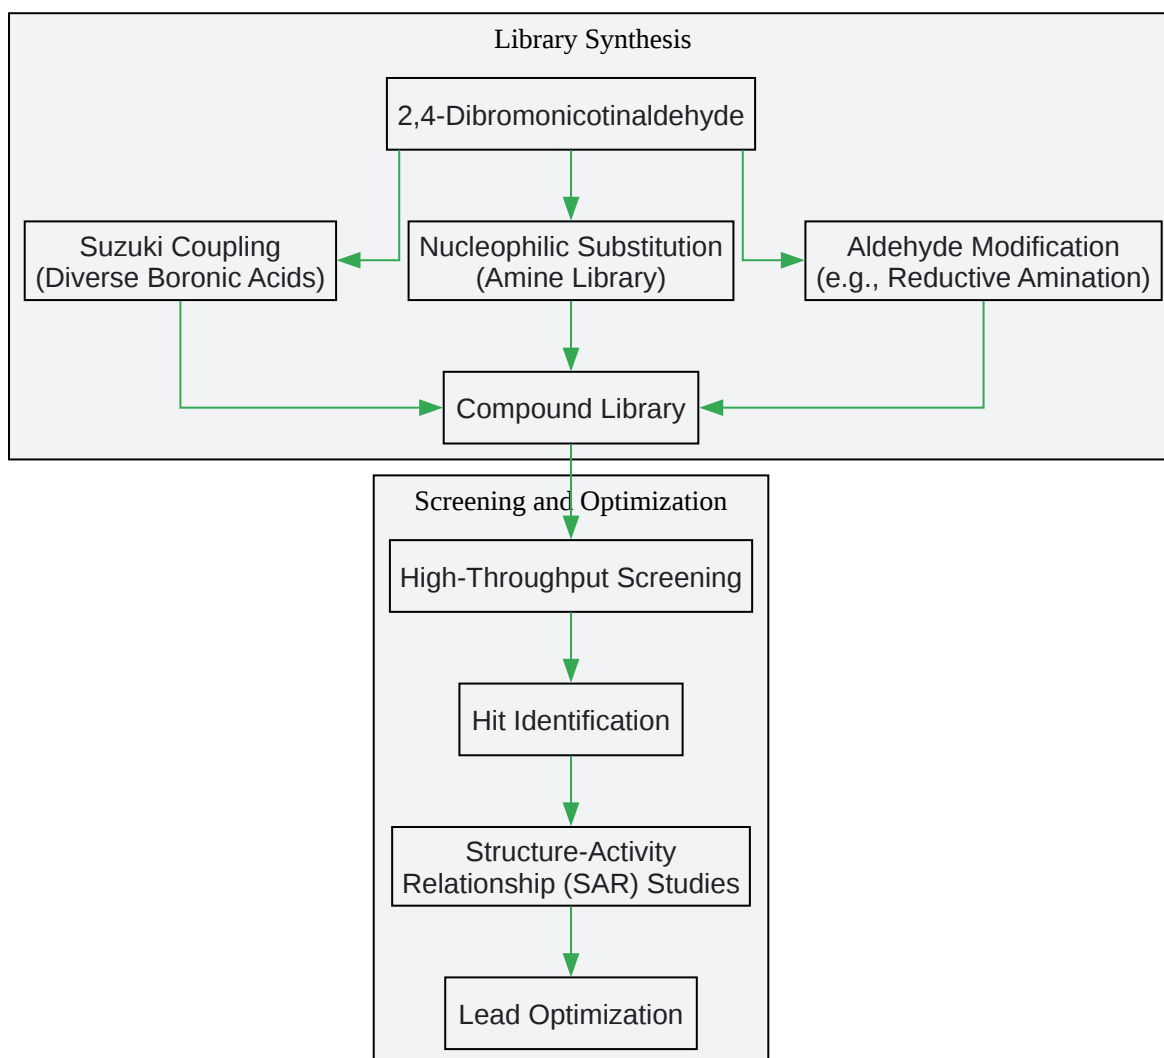 Library Synthesis
2,4-Dibromonicotinaldehyde
Suzuki Coupling
(Diverse Boronic Acids)
Nucleophilic Substitution
(Amine Library)
Aldehyde Modification
(e.g., Reductive Amination)
Compound Library
Screening and Optimization
High-Throughput Screening
Hit Identification
Structure-Activity
Relationship (SAR) Studies
Lead Optimization